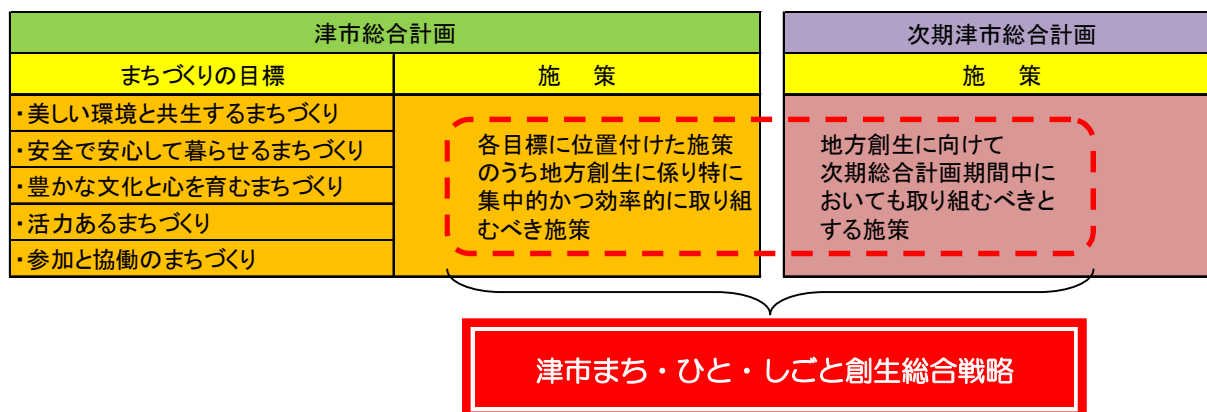 津市総合計画
まちづくりの目標
施　策
・美しい環境と共生するまちづくり
・安全で安心して暮らせるまちづくり
・豊かな文化と心を育むまちづくり
・活力あるまちづくり
・参加と協働のまちづくり
各目標に位置付けた施策
のうち地方創生に係り特に
集中的かつ効率的に取り組
むべき施策
次期津市総合計画
施　策
地方創生に向けて
次期総合計画期間中に
おいても取り組むべきと
する施策
津市まち・ひと・しごと創生総合戦略